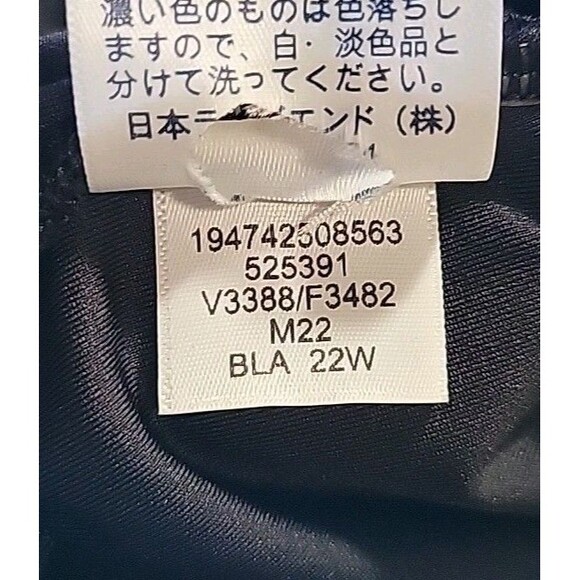 濃い色のものは色落ちし
ますので、白・淡色品と
分けて洗ってください。
日本 エンド（株）
194742508563
525391
V3388/F3482
M22
BLA 22W